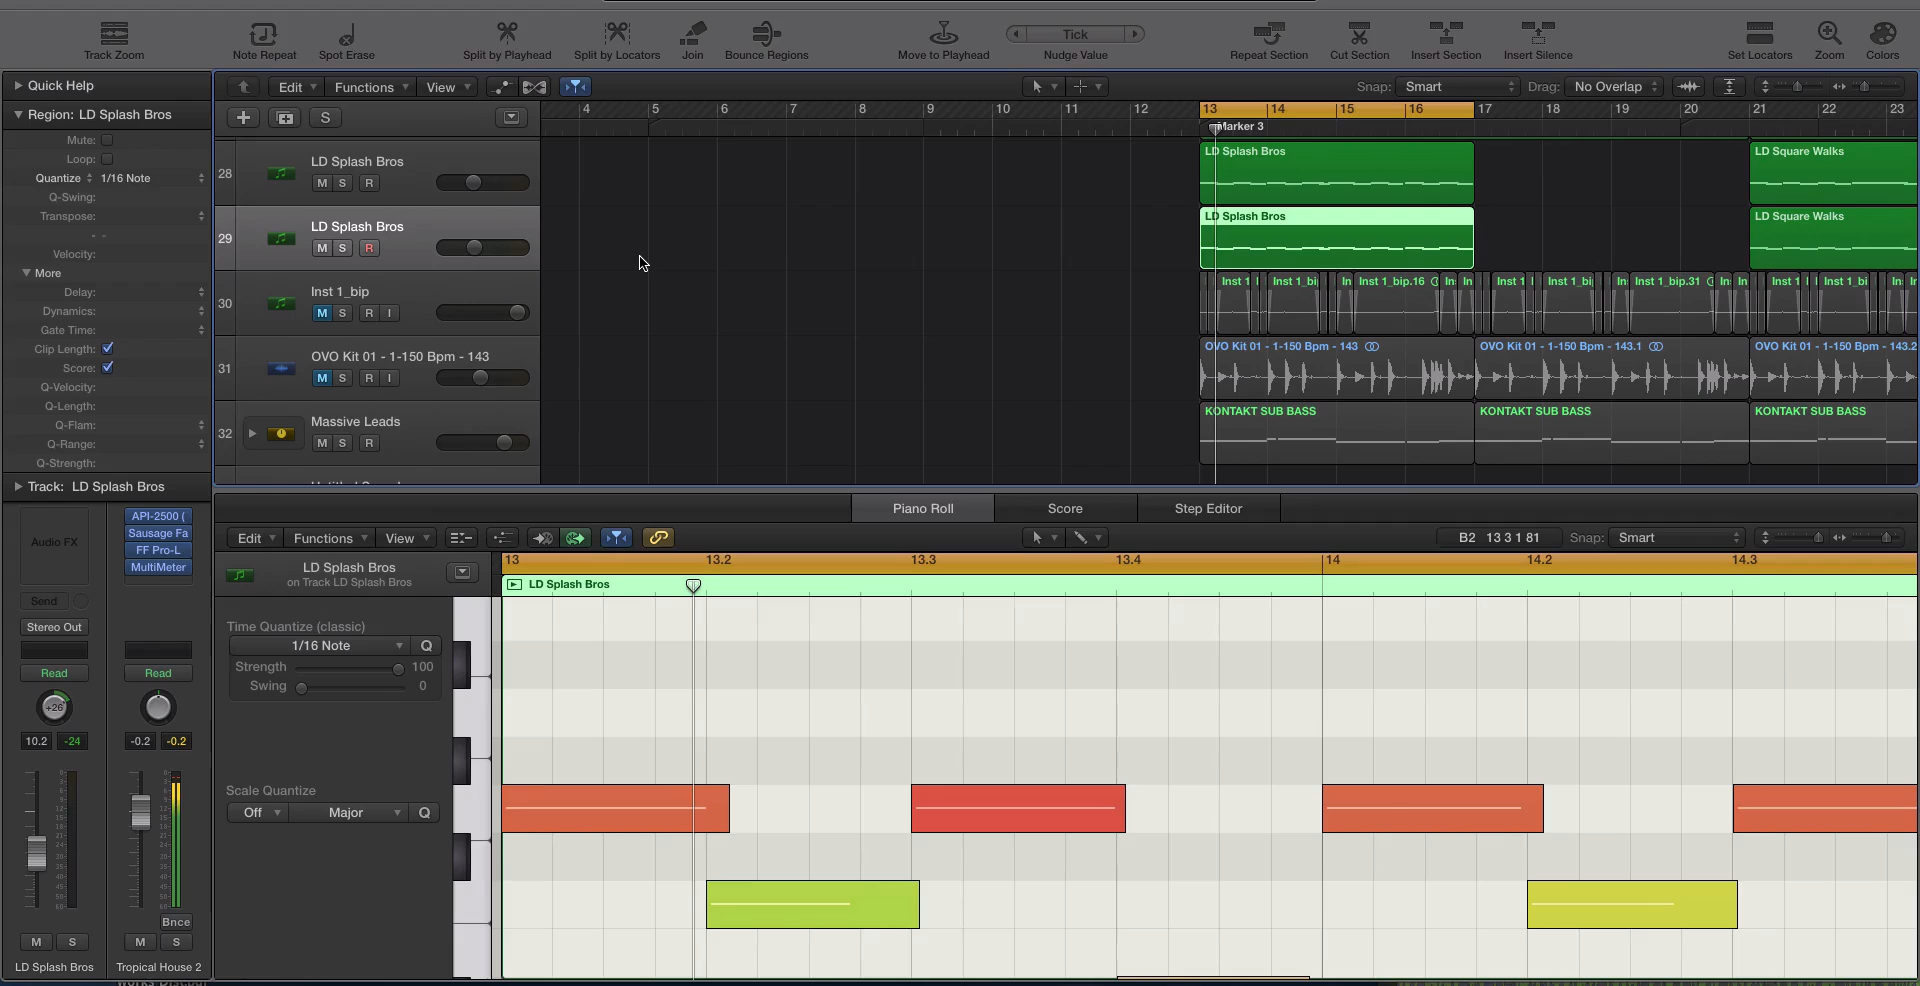 Track Zoom
Note Repeat
Spot Erase
Split by Playhead
Split by Locators
Join
Bounce Regions
Move to Playhead
Tick
Nudge Value
Repeat Section
Cut Section
Insert Section
Insert Silence
Set Locators
Zoom
Colors
Quick Help
Region: LD Splash Bros
Mute:
Loop:
Quantize 1/16 Note
Q-Swing:
Transpose:
- -
Velocity:
More
Delay:
Dynamics:
Gate Time:
Clip Length:
Score:
Q-Velocity:
Q-Length:
Q-Flam:
Q-Range:
Q-Strength:
Track: LD Splash Bros
Audio FX
API-2500 (
Sausage Fa
FF Pro-L
MultiMeter
Send
Stereo Out
Read
Read
+26
10.2 -24
-0.2 -0.2
Bnce
M S
M S
LD Splash Bros
Tropical House 2
Edit Functions View
Snap: Smart Drag: No Overlap
S
4 5 6 7 8 9 10 11 12 13 14 15 16 17 18 19 20 21 22 23
Marker 3
28 LD Splash Bros
M S R
LD Splash Bros
LD Square Walks
29 LD Splash Bros
M S R
LD Splash Bros
LD Square Walks
30 Inst 1_bip
M S R I
Inst 1 Inst 1_bi In Inst 1_bip.16 In In Inst 1 In Inst 1_bi In Inst 1_bip.31 In In Inst 1 Inst 1_bi In
31 OVO Kit 01 - 1-150 Bpm - 143
M S R I
OVO Kit 01 - 1-150 Bpm - 143
OVO Kit 01 - 1-150 Bpm - 143.1
OVO Kit 01 - 1-150 Bpm - 143.2
32 Massive Leads
M S R
KONTAKT SUB BASS
KONTAKT SUB BASS
KONTAKT SUB BASS
Piano Roll
Score
Step Editor
Edit Functions View
B2 13 3 1 81
Snap: Smart
LD Splash Bros
on Track LD Splash Bros
13 13.2 13.3 13.4 14 14.2 14.3
LD Splash Bros
Time Quantize (classic)
1/16 Note Q
Strength 100
Swing 0
Scale Quantize
Off Major Q